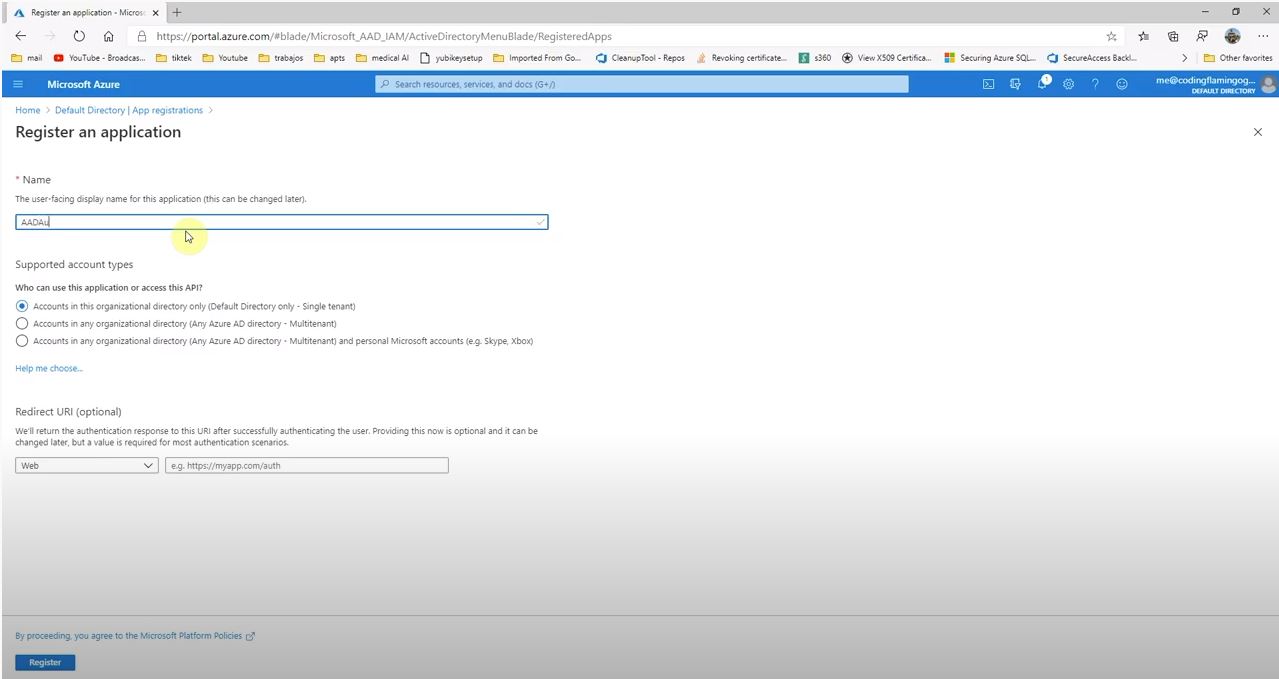 Register an application - Micros
https://portal.azure.com/#blade/Microsoft_AAD_IAM/ActiveDirectoryMenuBlade/RegisteredApps
mail YouTube - Broadcas... tiktek Youtube trabajos apts medical AI yubikeysetup Imported From Go... CleanupTool - Repos Revoking certificate... s360 View X509 Certifica... Securing Azure SQL... SecureAccess Backl... Other favorites
Microsoft Azure Search resources, services, and docs (G+/) 1 me@codingflamingog...
DEFAULT DIRECTORY
Home > Default Directory | App registrations >
Register an application
* Name
The user-facing display name for this application (this can be changed later).
AADAu
Supported account types
Who can use this application or access this API?
Accounts in this organizational directory only (Default Directory only - Single tenant)
Accounts in any organizational directory (Any Azure AD directory - Multitenant)
Accounts in any organizational directory (Any Azure AD directory - Multitenant) and personal Microsoft accounts (e.g. Skype, Xbox)
Help me choose...
Redirect URI (optional)
We'll return the authentication response to this URI after successfully authenticating the user. Providing this now is optional and it can be
changed later, but a value is required for most authentication scenarios.
Web e.g. https://myapp.com/auth
By proceeding, you agree to the Microsoft Platform Policies
Register